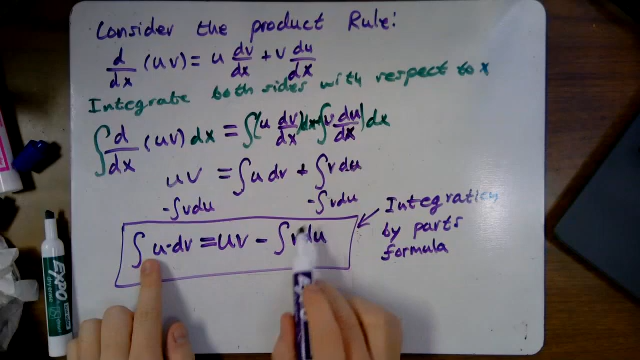 Consider the product Rule:
d/dx (uv) = u dv/dx + v du/dx
Integrate both sides with respect to x
∫ d/dx (uv) dx = ∫(u dv/dx)dx ∫(v du/dx)dx
uv = ∫u dv + ∫v du
-∫v du -∫v du
∫u·dv = uv - ∫v du
Integration by parts formula
EXPO